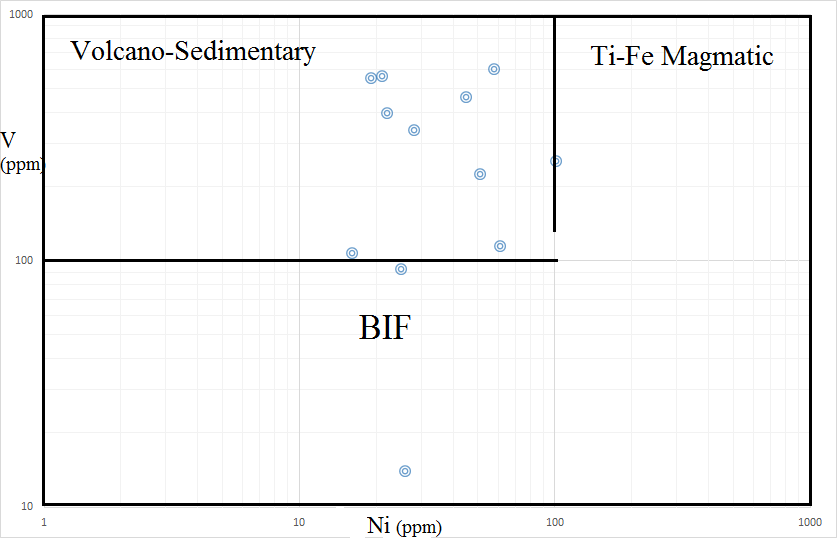 1000
Volcano-Sedimentary
Ti-Fe Magmatic
V
(ppm)
100
BIF
10
1
10
100
1000
Ni (ppm)